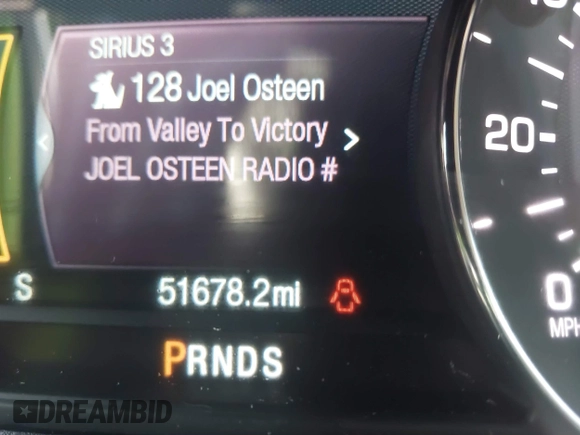 SIRIUS 3
128 Joel Osteen
From Valley To Victory
JOEL OSTEEN RADIO #
20
S
51678.2mi
0
MPH
PRNDS
DREAMBID